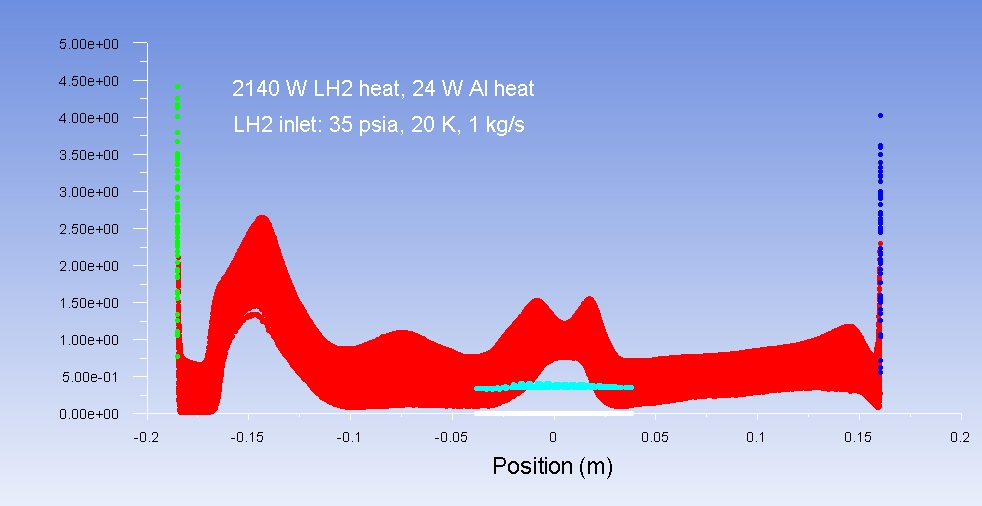 5.00e+00
4.50e+00
2140 W LH2 heat, 24 W Al heat
4.00e+00
LH2 inlet: 35 psia, 20 K, 1 kg/s
3.50e+00
3.00e+00
2.50e+00
2.00e+00
1.50e+00
1.00e+00
5.00e-01
0.00e+00
-0.2 -0.15 -0.1 -0.05 0 0.05 0.1 0.15 0.2
Position (m)